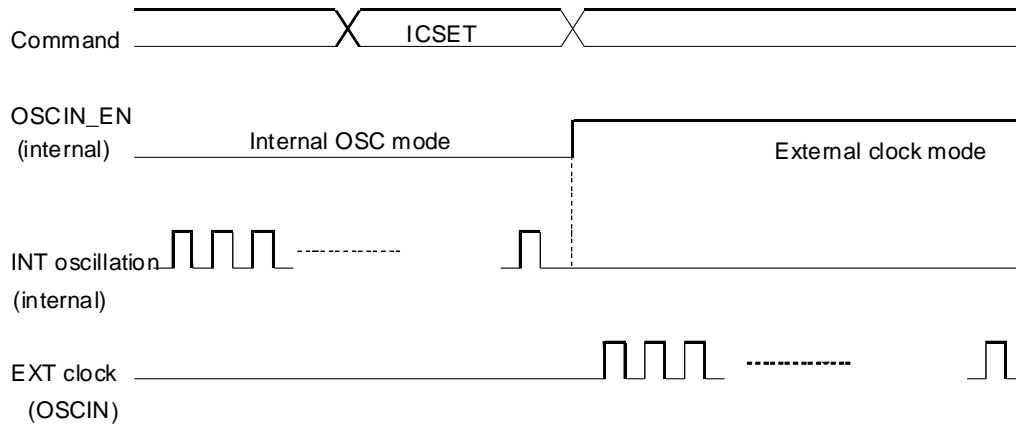 Command
ICSET
OSCIN_EN
(internal)
Internal OSC mode
External clock mode
INT oscillation
(internal)
EXT clock
(OSCIN)